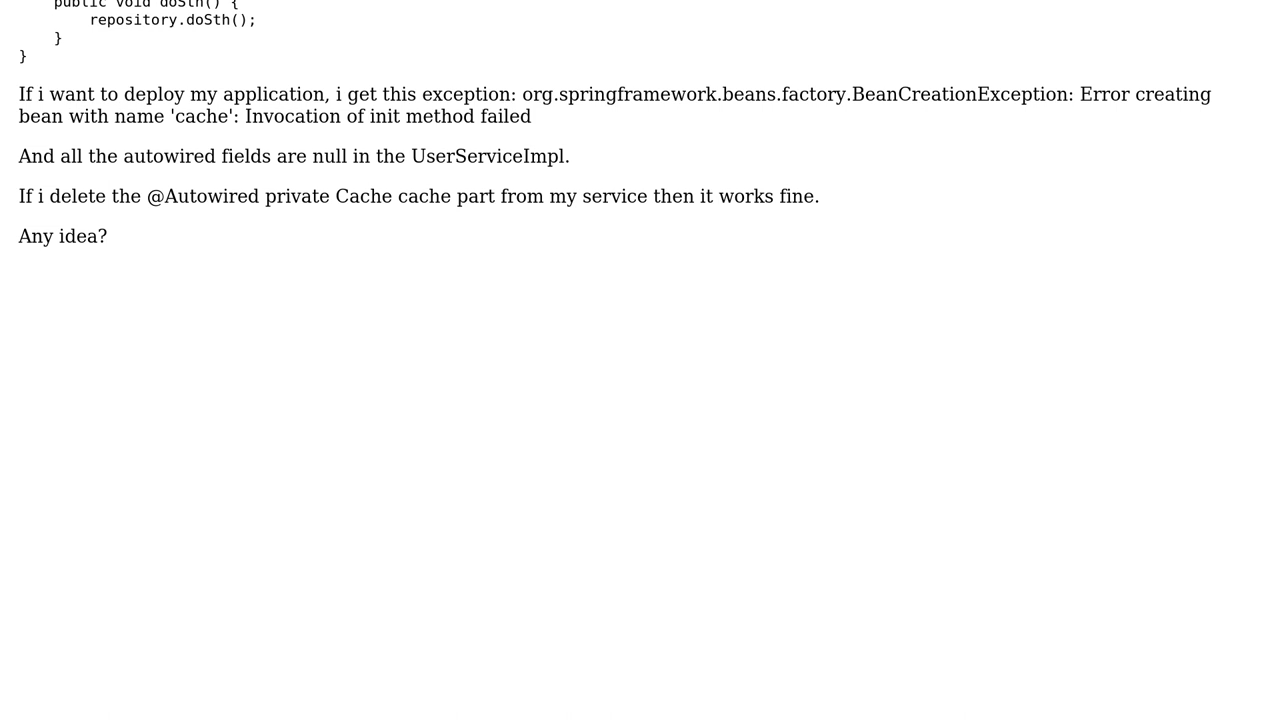 public void doSth() {
        repository.doSth();
    }
}
If i want to deploy my application, i get this exception: org.springframework.beans.factory.BeanCreationException: Error creating
bean with name 'cache': Invocation of init method failed
And all the autowired fields are null in the UserServiceImpl.
If i delete the @Autowired private Cache cache part from my service then it works fine.
Any idea?